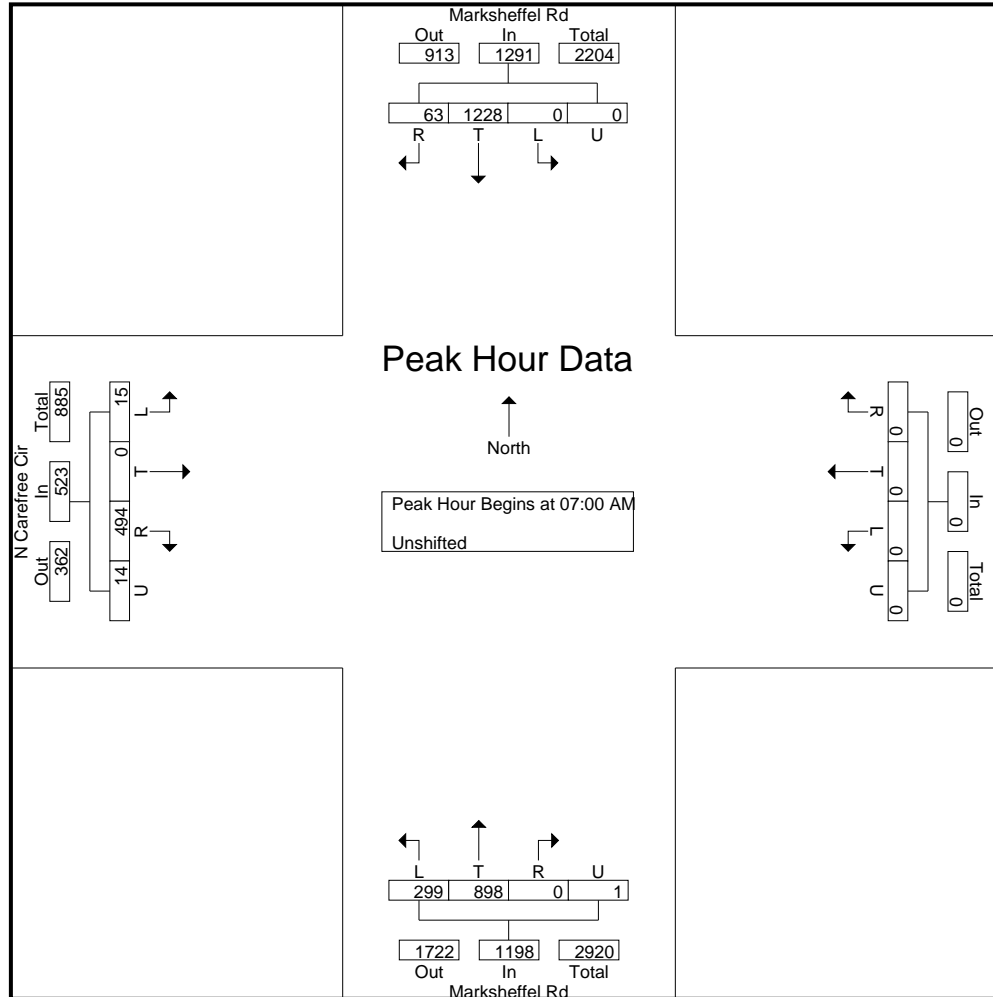 Marksheffel Rd
Out In Total
913 1291 2204
63 1228 0 0
R T L U
Peak Hour Data
North
Peak Hour Begins at 07:00 AM
Unshifted
N Carefree Cir
Total In Out
885 523 362
15 0 494 14
L T R U
R T L U
0 0 0 0
Out In Total
0 0 0
L T R U
299 898 0 1
1722 1198 2920
Out In Total
Marksheffel Rd